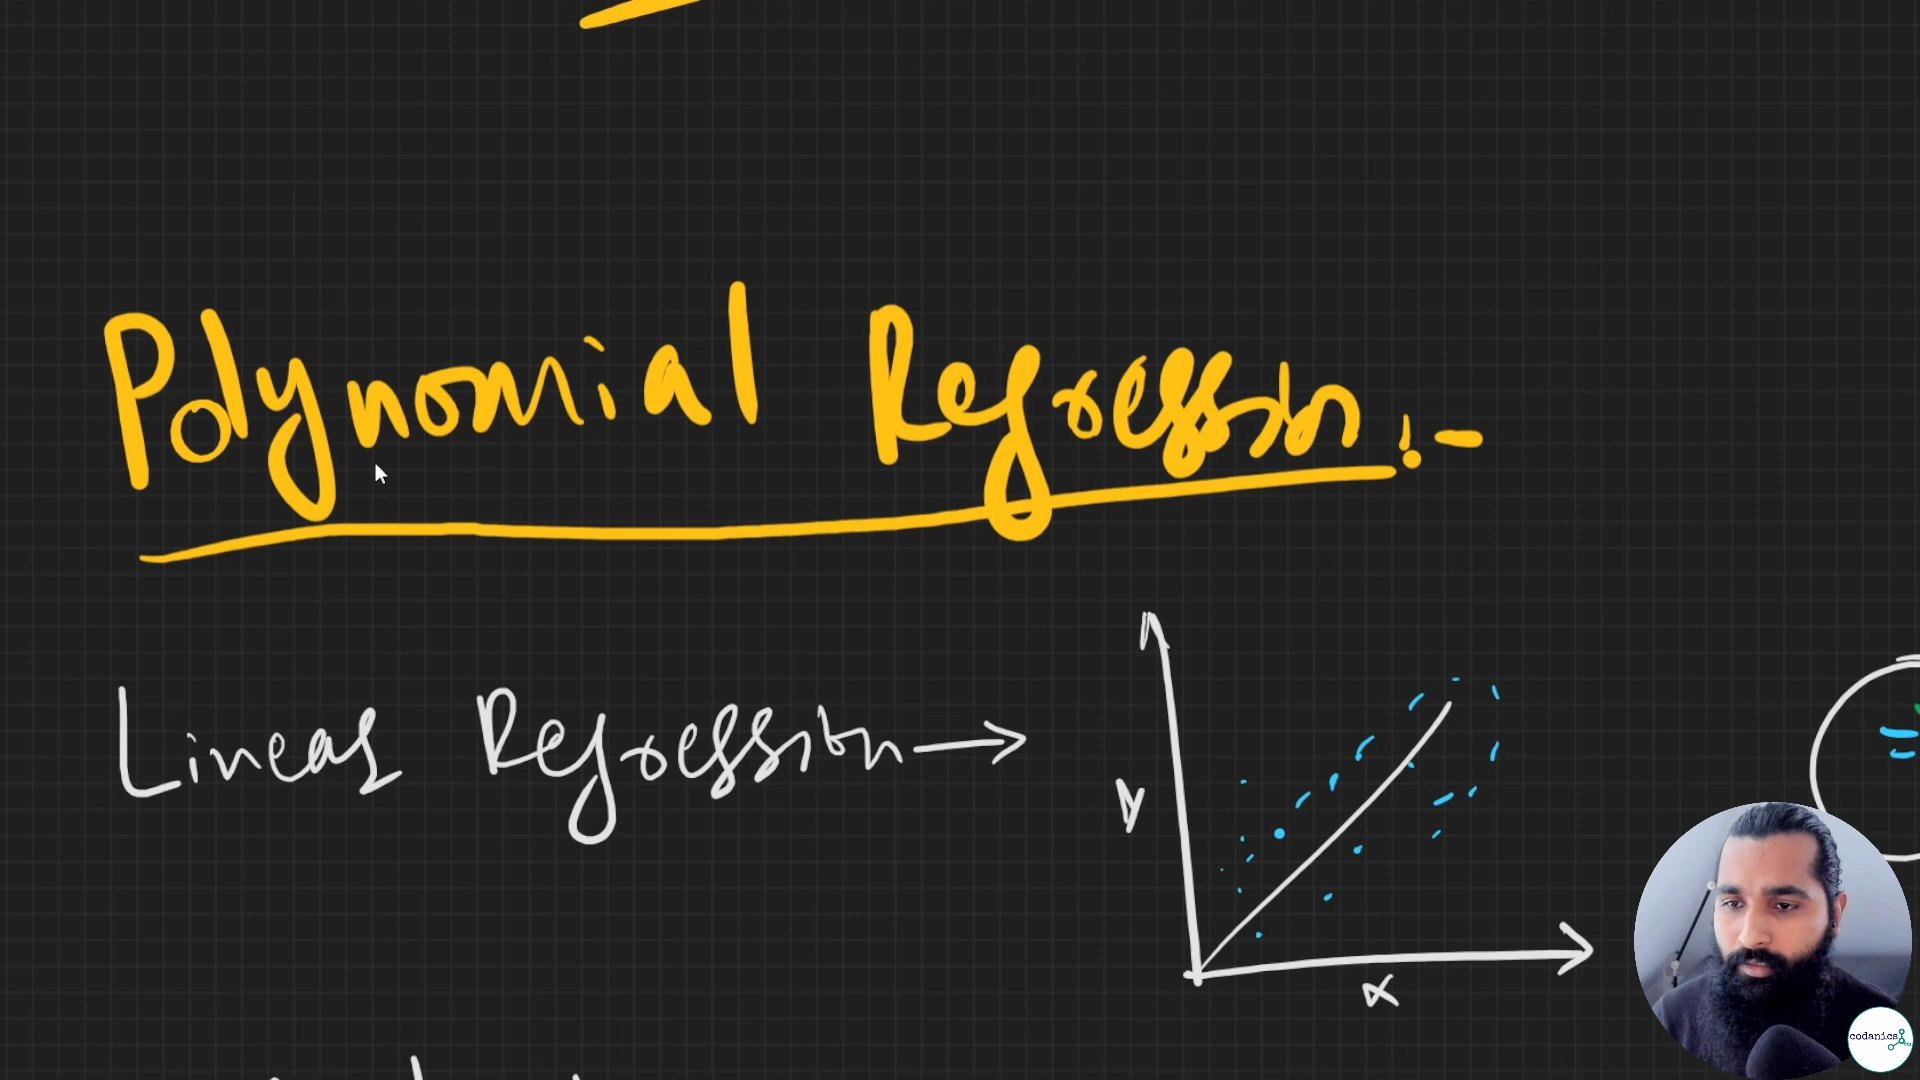 Polynomial Regression :-
Linear Regression →
y
x
codanics